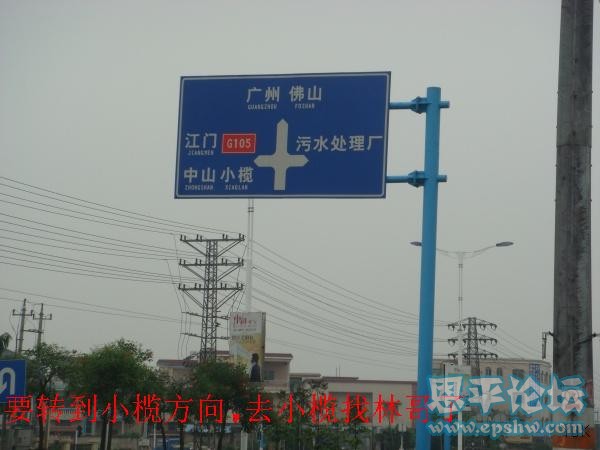 广州 佛山
GUANGZHOU FOSHAN
江门 G105 污水处理厂
JIANGMEN
中山 小榄
ZHONGSHAN XIAOLAN
要转到小榄方向,去小榄找林哥了
恩平论坛
www.epshw.com